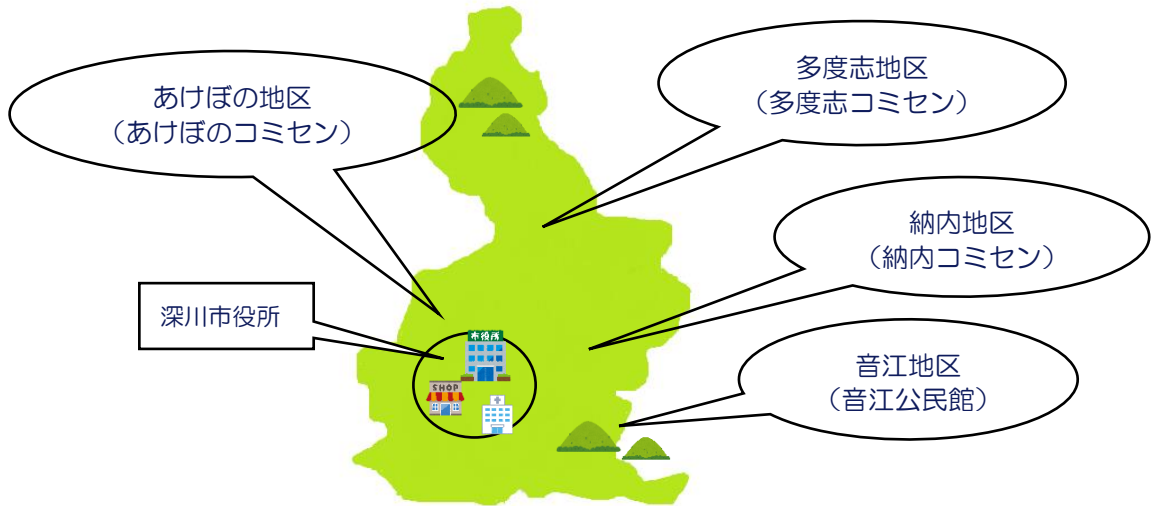 あけぼの地区
（あけぼのコミセン）
多度志地区
（多度志コミセン）
納内地区
（納内コミセン）
深川市役所
市役所
SHOP
音江地区
（音江公民館）